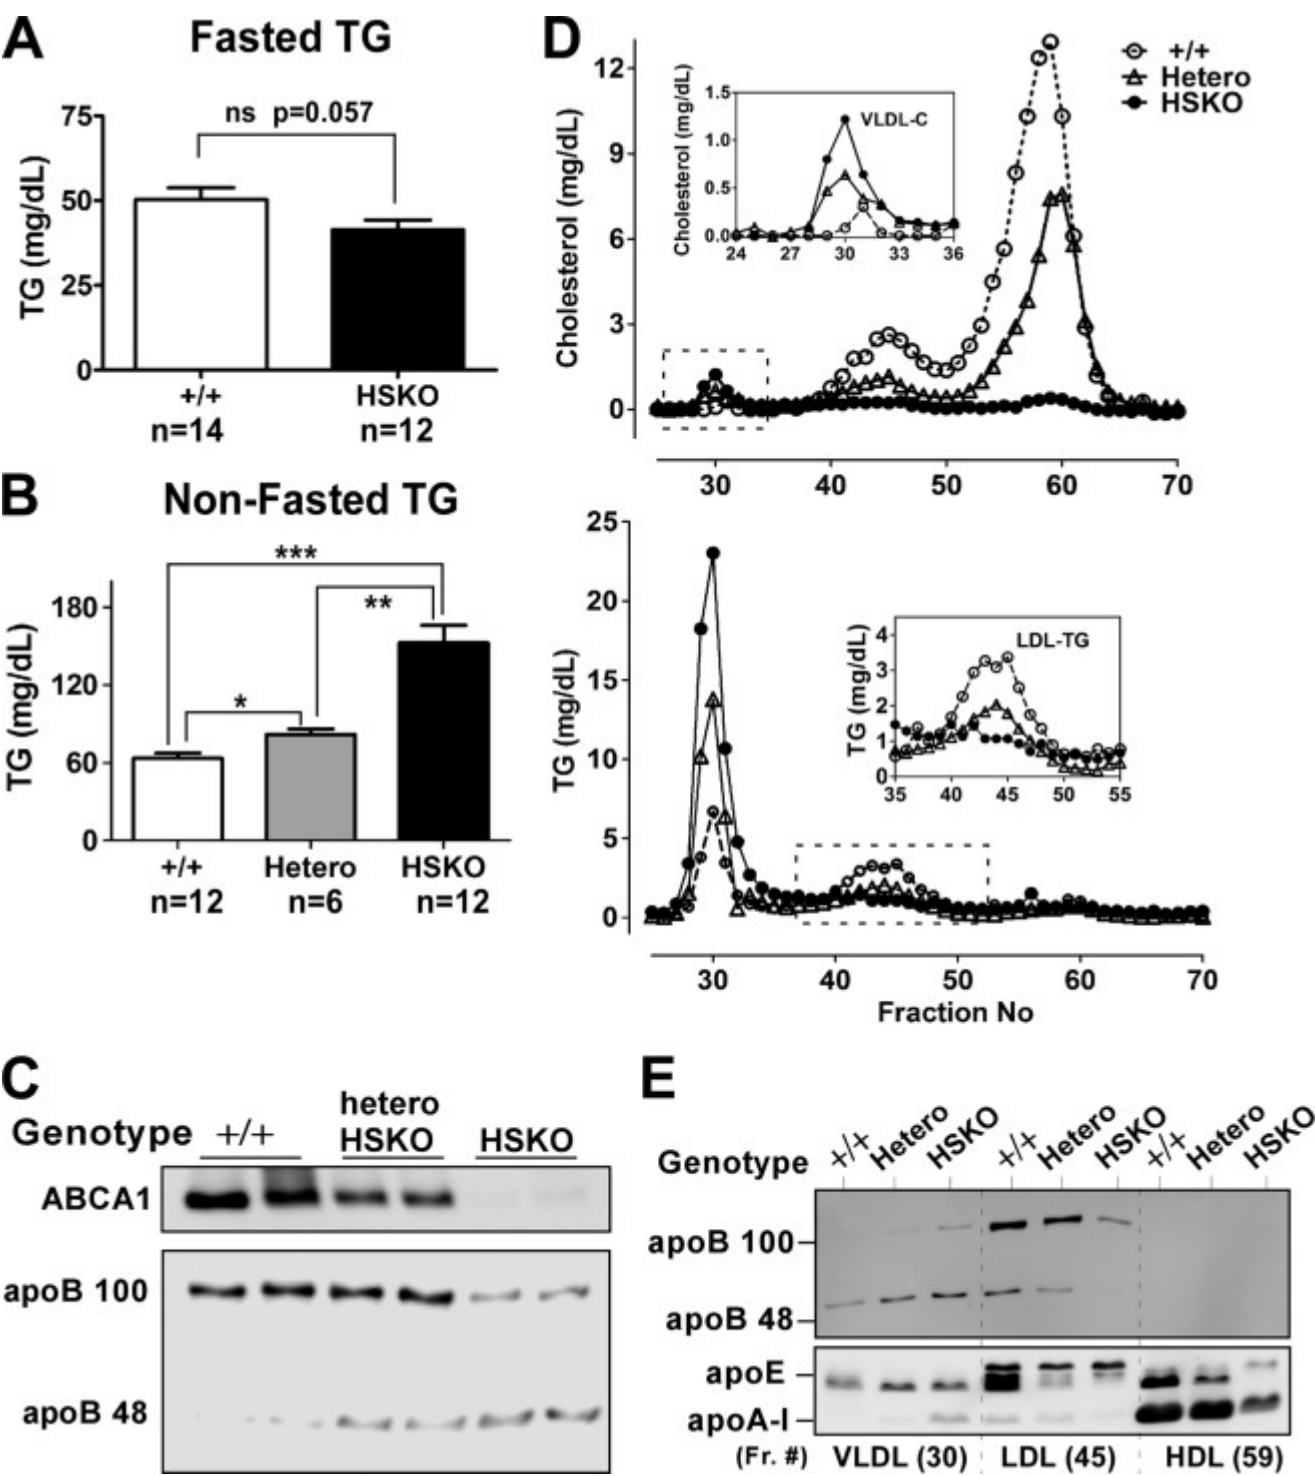 A
Fasted TG
ns p=0.057
TG (mg/dL)
75
50
25
0
+/+
HSKO
n=14
n=12
B
Non-Fasted TG
***
**
*
TG (mg/dL)
180
120
60
0
+/+
Hetero
HSKO
n=12
n=6
n=12
D
+/+
Hetero
HSKO
Cholesterol (mg/dL)
12
9
6
3
0
30 40 50 60 70
VLDL-C
Cholesterol (mg/dL)
1.5
1.0
0.5
0.0
24 27 30 33 36
TG (mg/dL)
25
20
15
10
5
0
30 40 50 60 70
Fraction No
LDL-TG
TG (mg/dL)
4
3
2
1
0
35 40 45 50 55
C
Genotype +/+ hetero HSKO HSKO
ABCA1
apoB 100
apoB 48
E
Genotype +/+ Hetero HSKO +/+ Hetero HSKO +/+ Hetero HSKO
apoB 100
apoB 48
apoE
apoA-I
(Fr. #) VLDL (30) LDL (45) HDL (59)